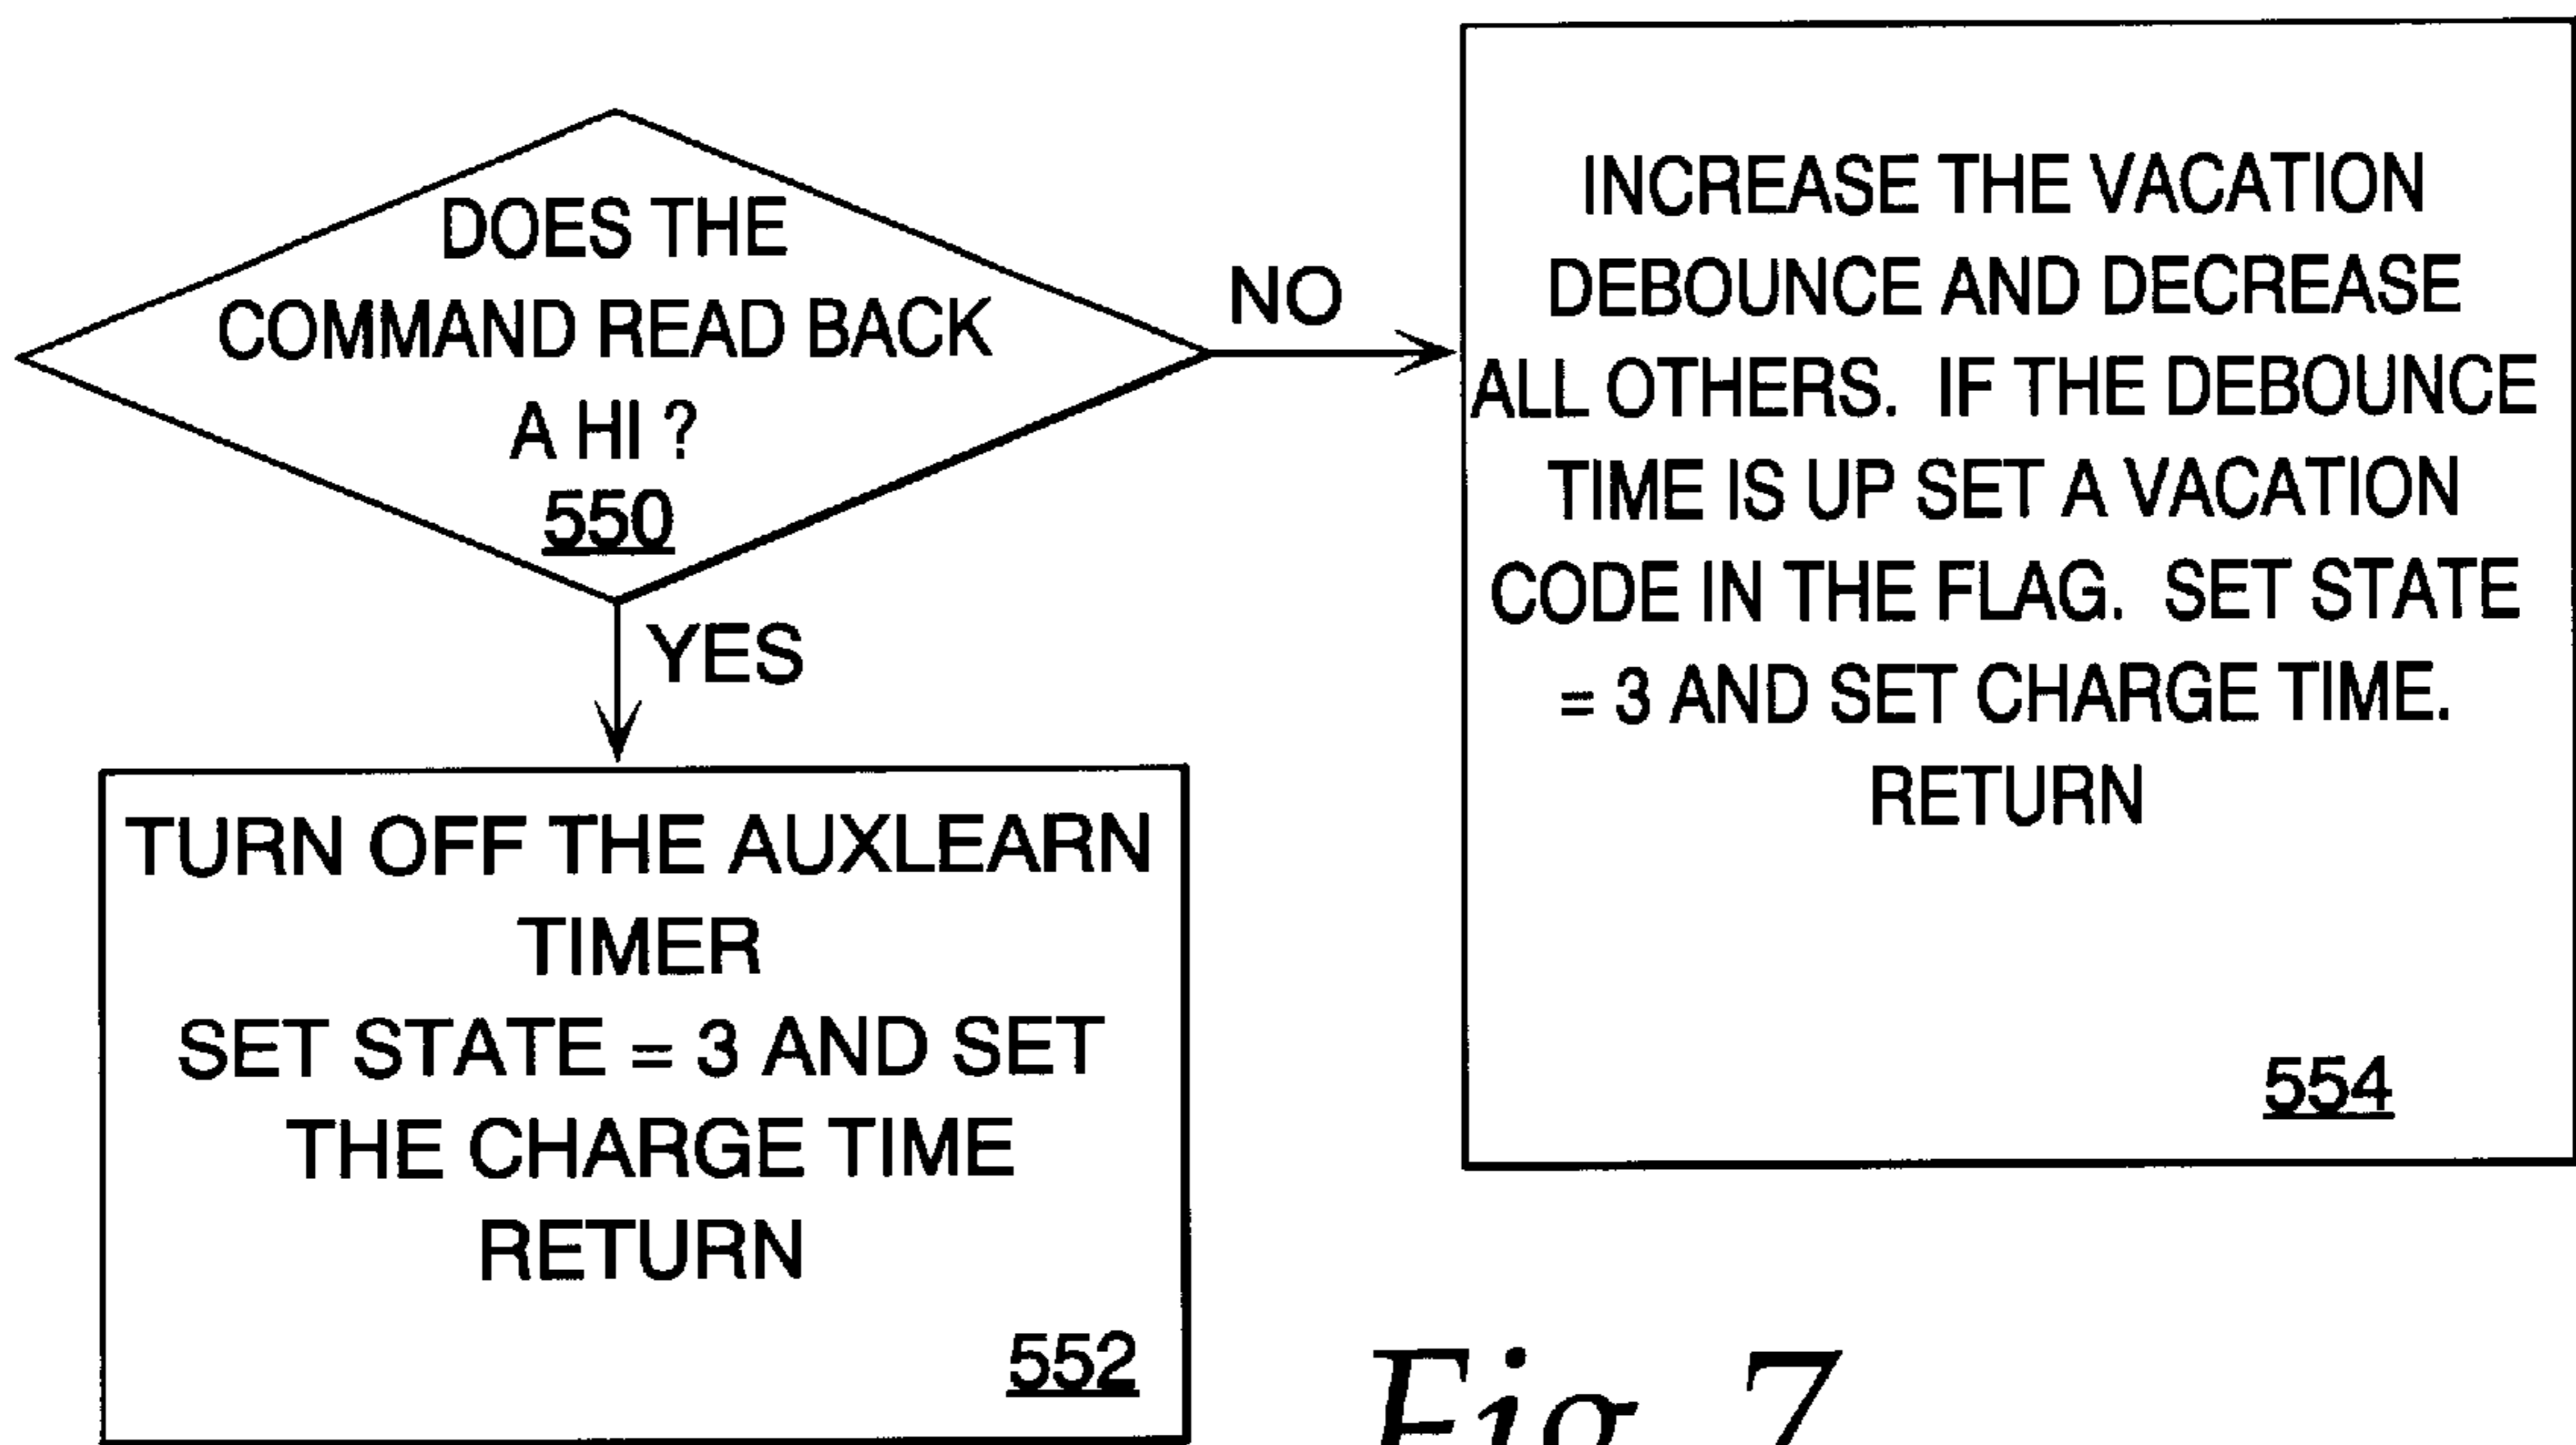 DOES THE
COMMAND READ BACK
A HI ?
550
NO
YES
INCREASE THE VACATION
DEBOUNCE AND DECREASE
ALL OTHERS. IF THE DEBOUNCE
TIME IS UP SET A VACATION
CODE IN THE FLAG. SET STATE
= 3 AND SET CHARGE TIME.
RETURN
554
TURN OFF THE AUXLEARN
TIMER
SET STATE = 3 AND SET
THE CHARGE TIME
RETURN
552
Fig 7